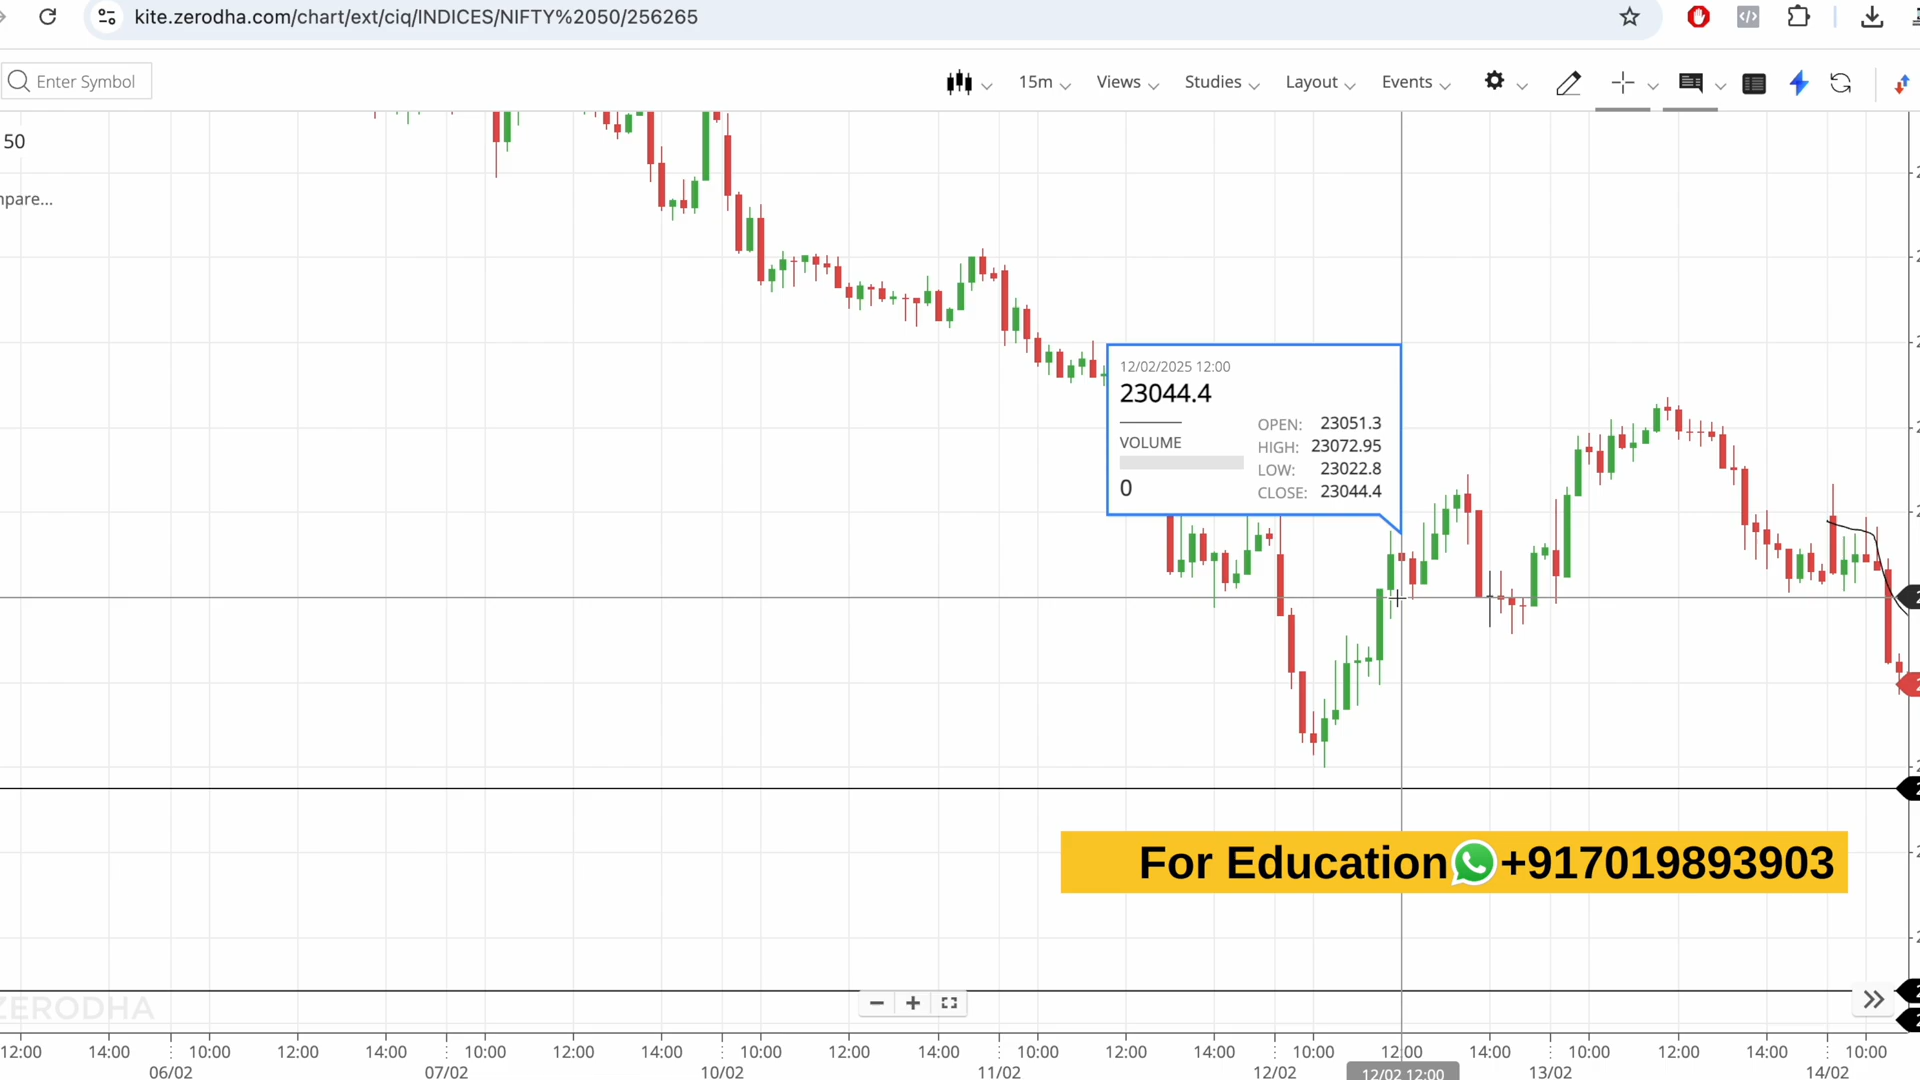 kite.zerodha.com/chart/ext/ciq/INDICES/NIFTY%2050/256265
Enter Symbol
15m
Views
Studies
Layout
Events
50
mpare...
12/02/2025 12:00
23044.4
VOLUME
0
OPEN: 23051.3
HIGH: 23072.95
LOW: 23022.8
CLOSE: 23044.4
For Education +917019893903
ZERODHA
12:00 14:00 10:00 12:00 14:00 10:00 12:00 14:00 10:00 12:00 14:00 10:00 12:00 14:00 10:00 12:00 14:00 10:00 12:00 14:00 10:00
06/02 07/02 10/02 11/02 12/02 12/02 12:00 13/02 14/02